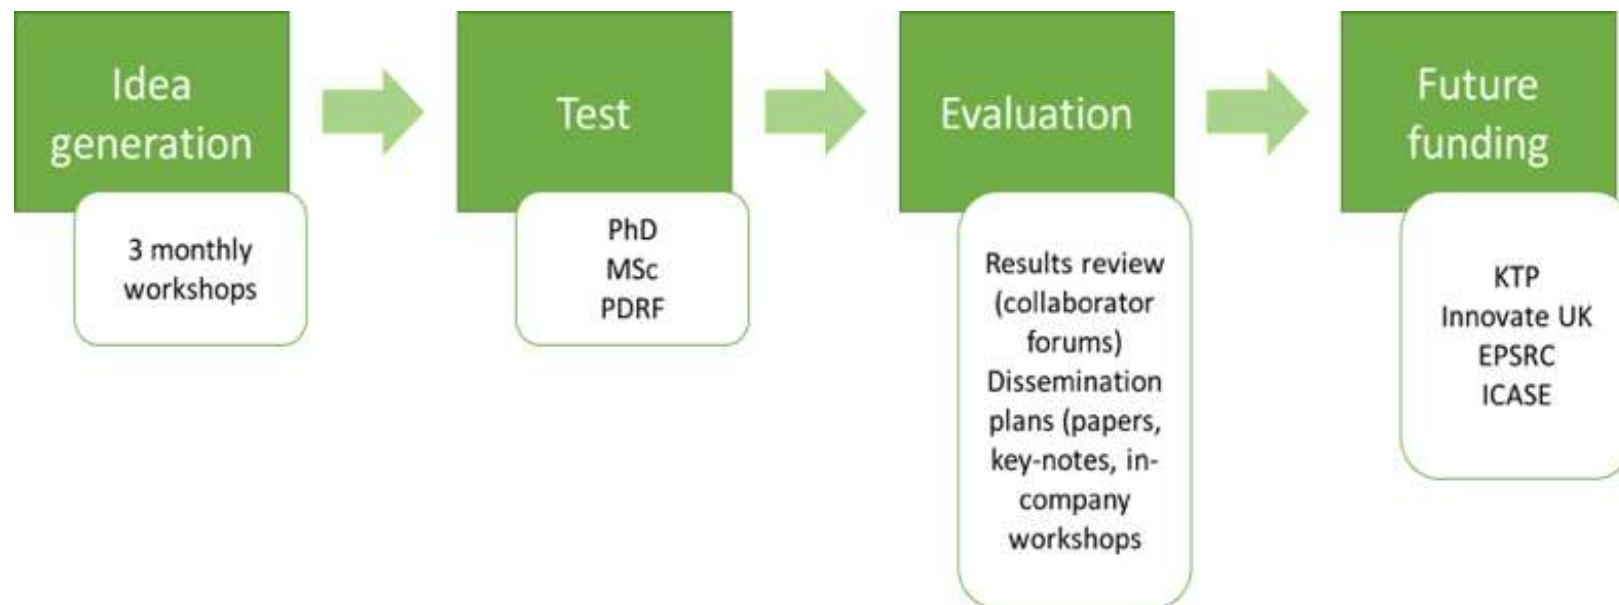 Idea
generation
3 monthly
workshops
Test
PhD
MSc
PDRF
Evaluation
Results review
(collaborator
forums)
Dissemination
plans (papers,
key-notes, in-
company
workshops
Future
funding
KTP
Innovate UK
EPSRC
ICASE